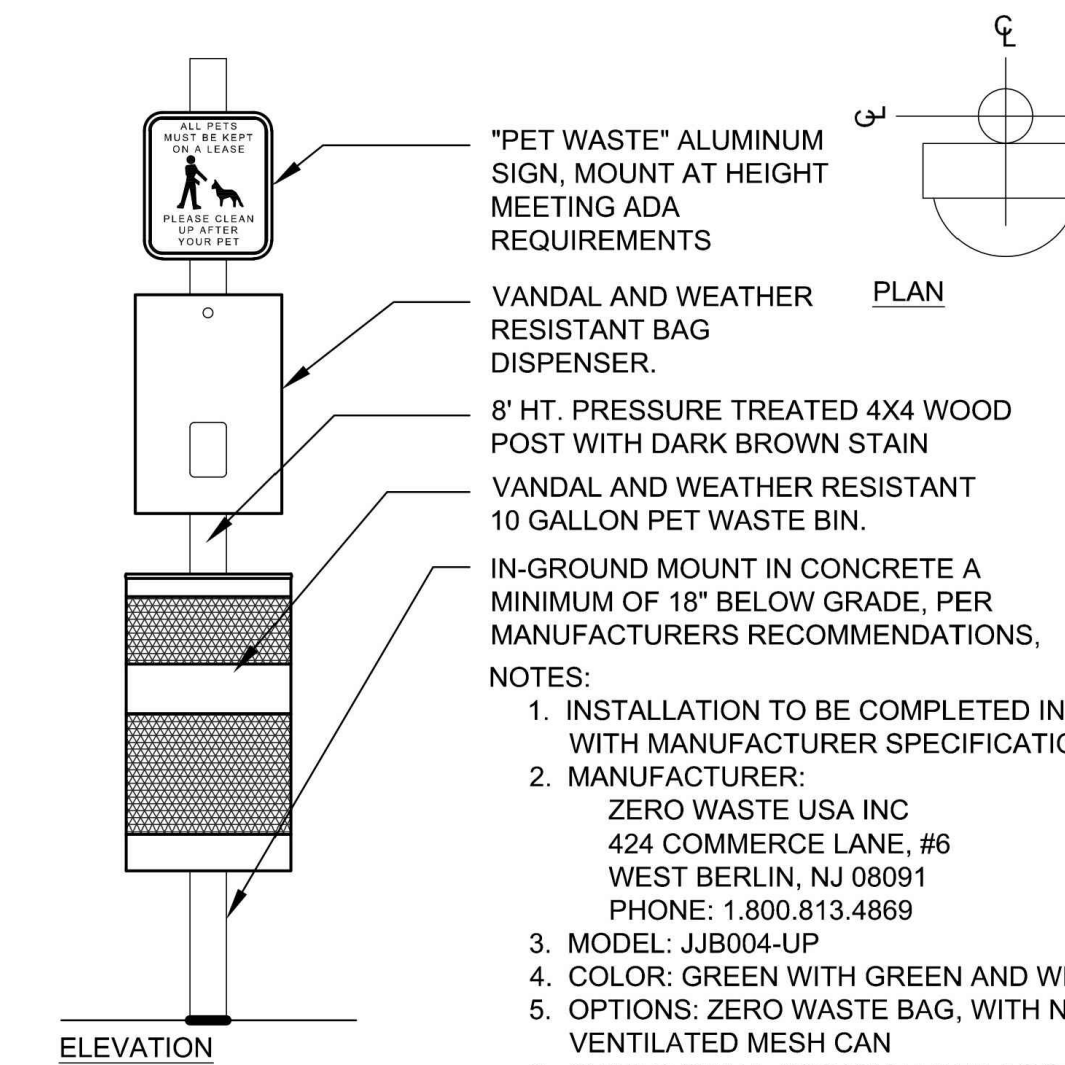 ALL PETS
MUST BE KEPT
ON A LEASE
PLEASE CLEAN
UP AFTER
YOUR PET
"PET WASTE" ALUMINUM
SIGN, MOUNT AT HEIGHT
MEETING ADA
REQUIREMENTS
VANDAL AND WEATHER
RESISTANT BAG
DISPENSER.
8' HT. PRESSURE TREATED 4X4 WOOD
POST WITH DARK BROWN STAIN
VANDAL AND WEATHER RESISTANT
10 GALLON PET WASTE BIN.
IN-GROUND MOUNT IN CONCRETE A
MINIMUM OF 18" BELOW GRADE, PER
MANUFACTURERS RECOMMENDATIONS,
NOTES:
1. INSTALLATION TO BE COMPLETED IN
WITH MANUFACTURER
2. MANUFACTURER:
ZERO WASTE USA INC
424 COMMERCE LANE, #6
WEST BERLIN, NJ 08091
PHONE: 1.800.813.4869
3. MODEL: JJB004-UP
4. COLOR: GREEN WITH GREEN AND
5. OPTIONS: ZERO WASTE BAG, WITH
VENTILATED MESH CAN
ELEVATION
CL
CL
PLAN